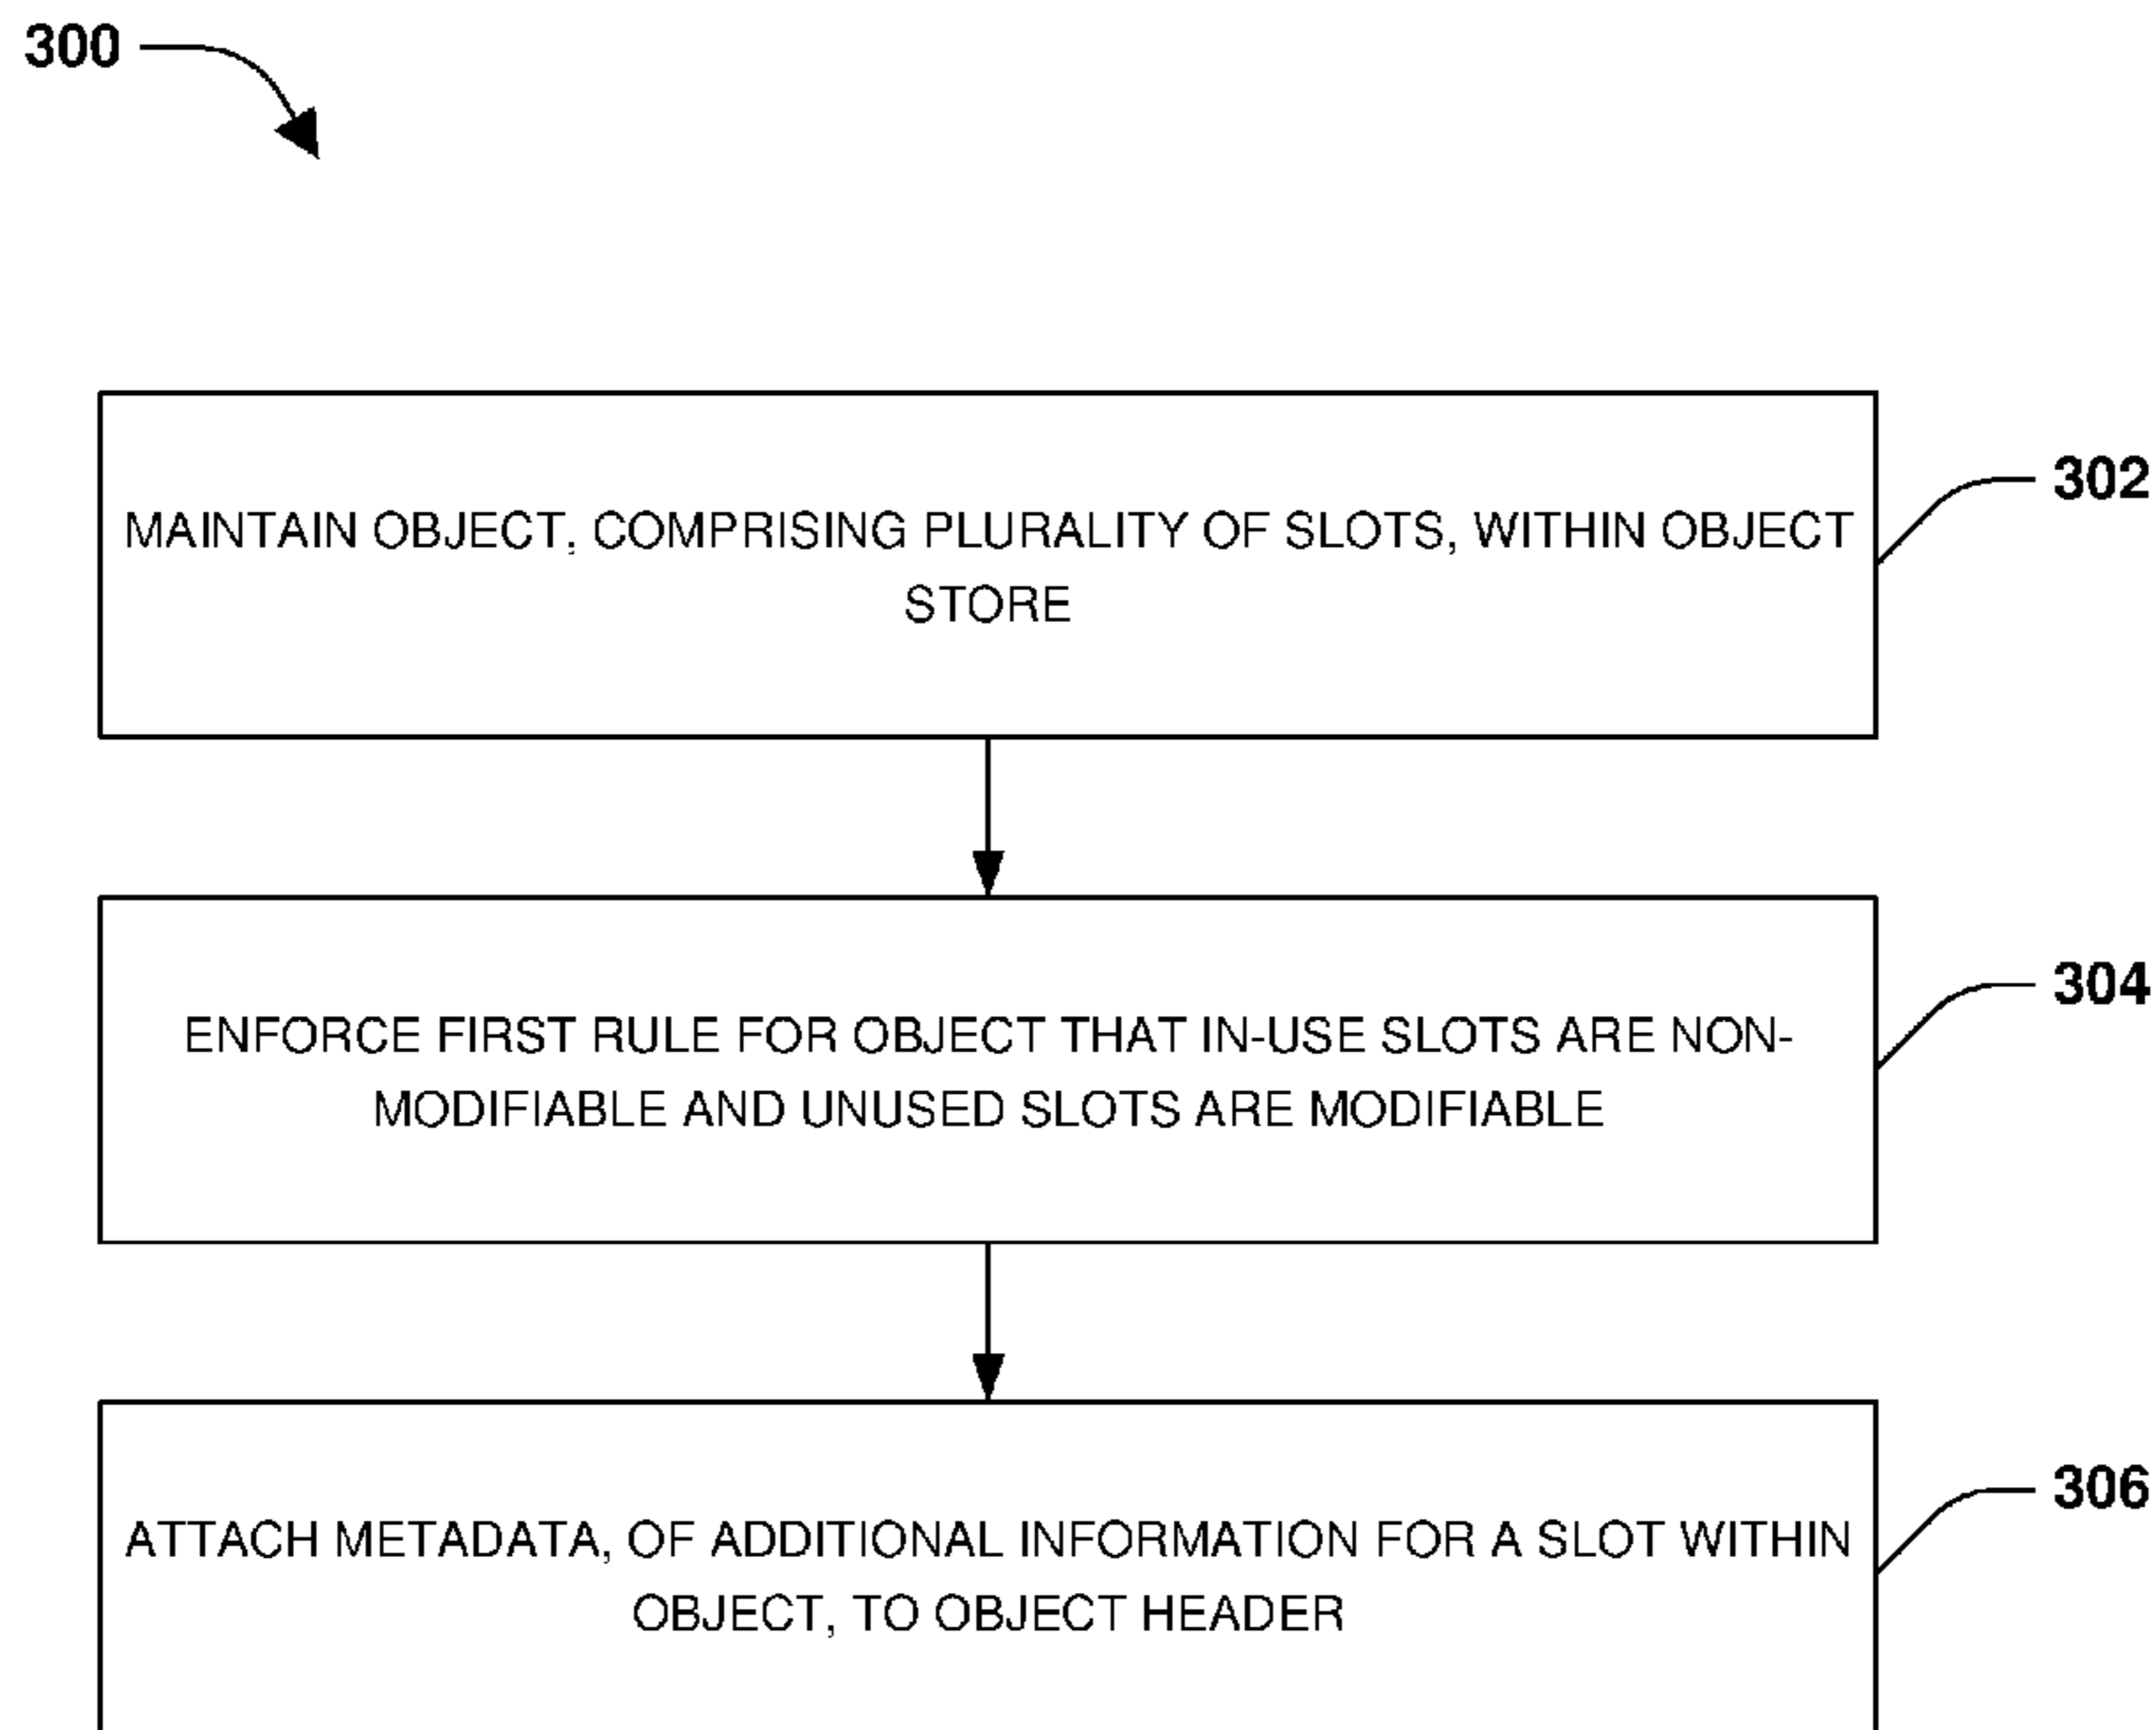 300
302
MAINTAIN OBJECT, COMPRISING PLURALITY OF SLOTS, WITHIN OBJECT
STORE
304
ENFORCE FIRST RULE FOR OBJECT THAT IN-USE SLOTS ARE NON-
MODIFIABLE AND UNUSED SLOTS ARE MODIFIABLE
306
ATTACH METADATA, OF ADDITIONAL INFORMATION FOR A SLOT WITHIN
OBJECT, TO OBJECT HEADER